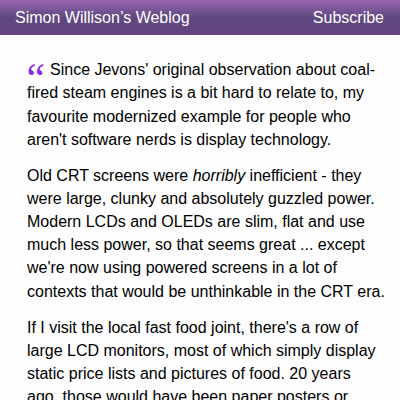 Simon Willison’s Weblog Subscribe
“ Since Jevons' original observation about coal-
fired steam engines is a bit hard to relate to, my
favourite modernized example for people who
aren't software nerds is display technology.
Old CRT screens were horribly inefficient - they
were large, clunky and absolutely guzzled power.
Modern LCDs and OLEDs are slim, flat and use
much less power, so that seems great ... except
we're now using powered screens in a lot of
contexts that would be unthinkable in the CRT era.
If I visit the local fast food joint, there's a row of
large LCD monitors, most of which simply display
static price lists and pictures of food. 20 years
ago, those would have been paper posters or